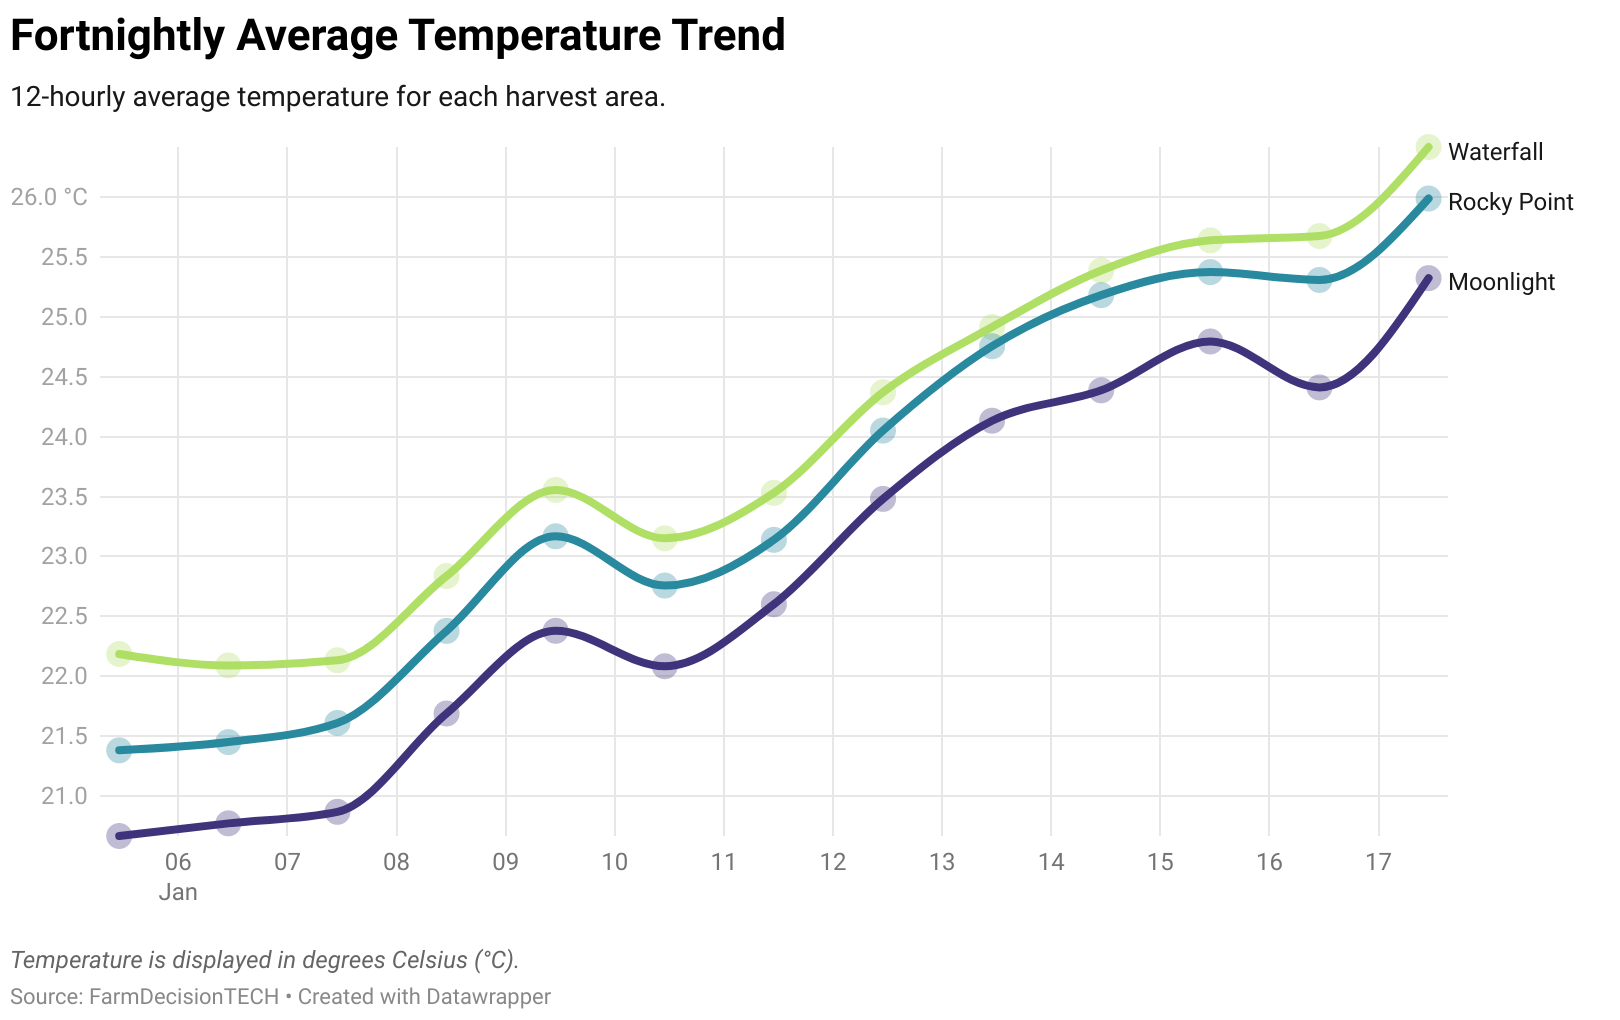 Fortnightly Average Temperature Trend
12-hourly average temperature for each harvest area.
Waterfall
26.0 °C
Rocky Point
25.5
Moonlight
25.0
24.5
24.0
23.5
23.0
22.5
22.0
21.5
21.0
06 07 08 09 10 11 12 13 14 15 16 17
Jan
Temperature is displayed in degrees Celsius (°C).
Source: FarmDecisionTECH • Created with Datawrapper